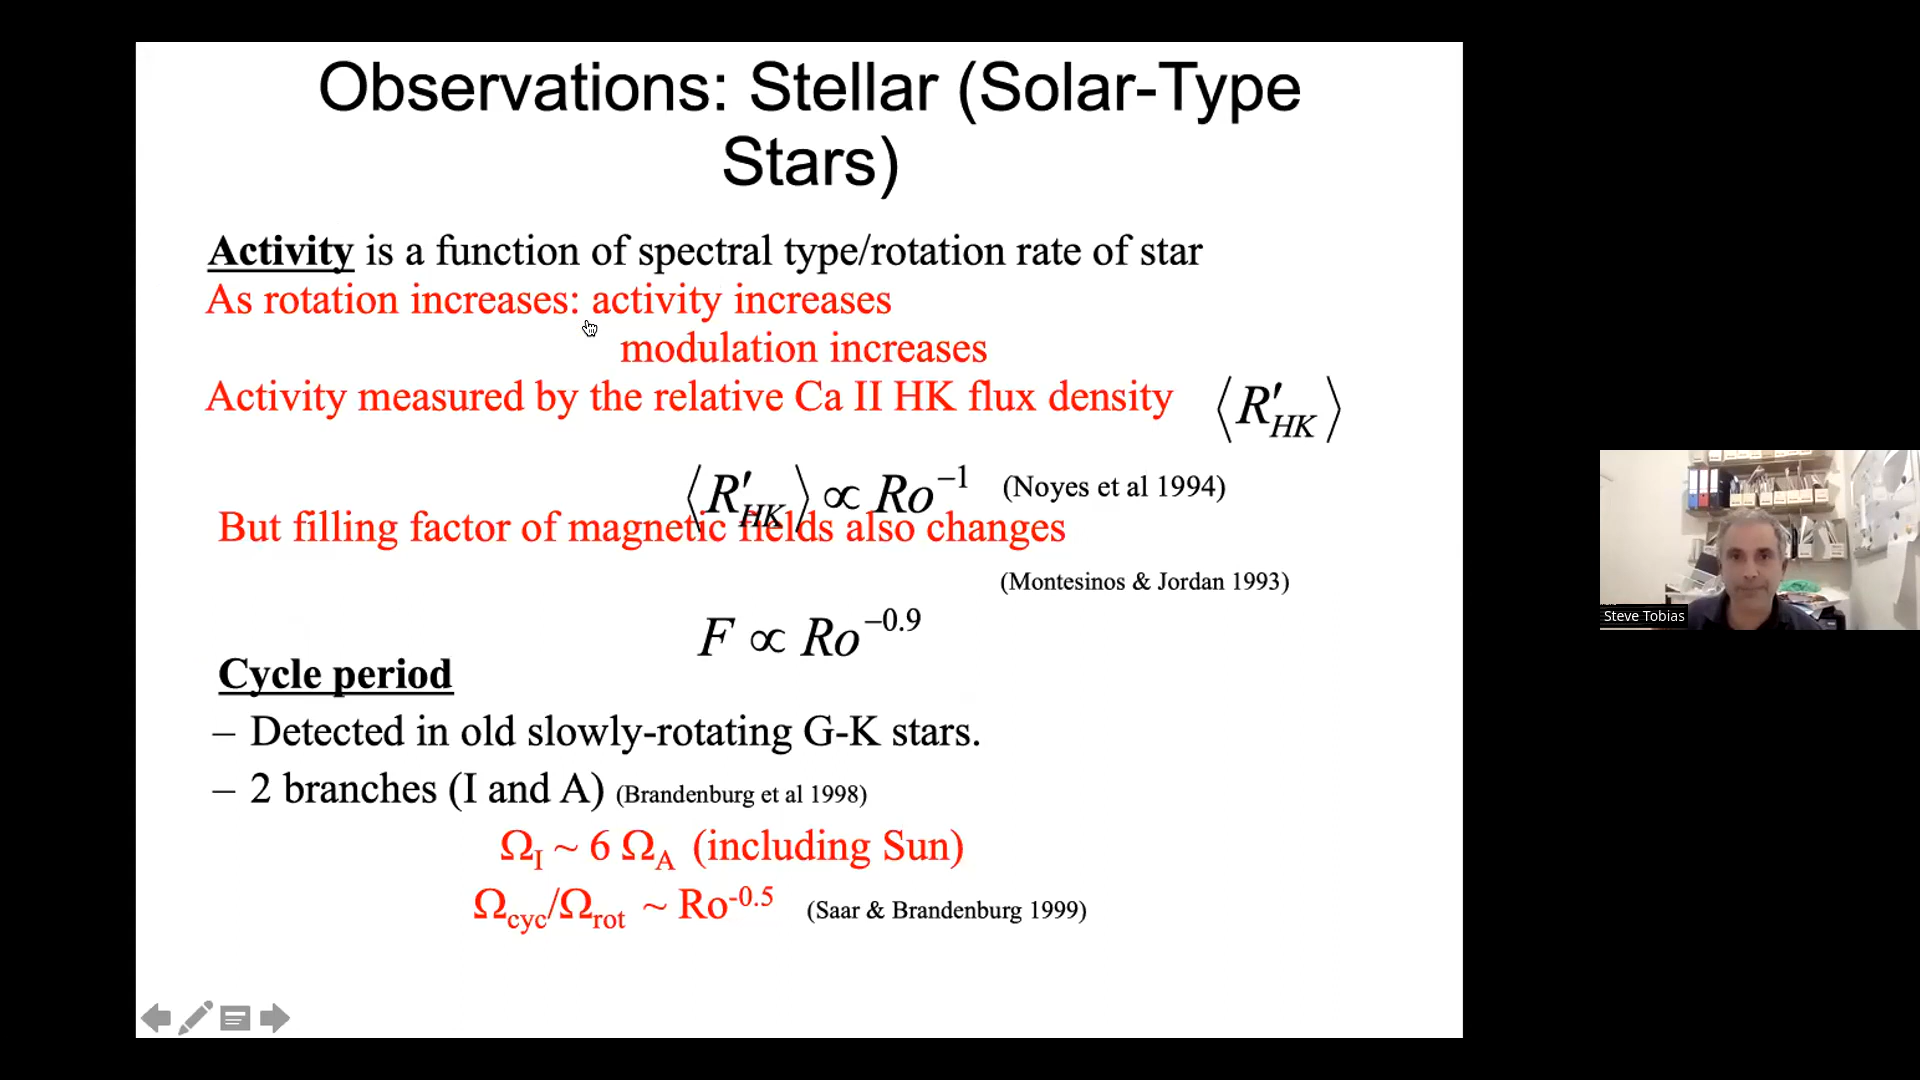 Observations: Stellar (Solar-Type
Stars)
Activity is a function of spectral type/rotation rate of star
As rotation increases: activity increases
modulation increases
Activity measured by the relative Ca II HK flux density ⟨R′HK⟩
⟨R′HK⟩ ∝ Ro⁻¹ (Noyes et al 1994)
But filling factor of magnetic fields also changes
(Montesinos & Jordan 1993)
F ∝ Ro⁻⁰·⁹
Cycle period
– Detected in old slowly-rotating G-K stars.
– 2 branches (I and A) (Brandenburg et al 1998)
ΩI ~ 6 ΩA (including Sun)
Ωcyc/Ωrot ~ Ro⁻⁰·⁵ (Saar & Brandenburg 1999)
Steve Tobias